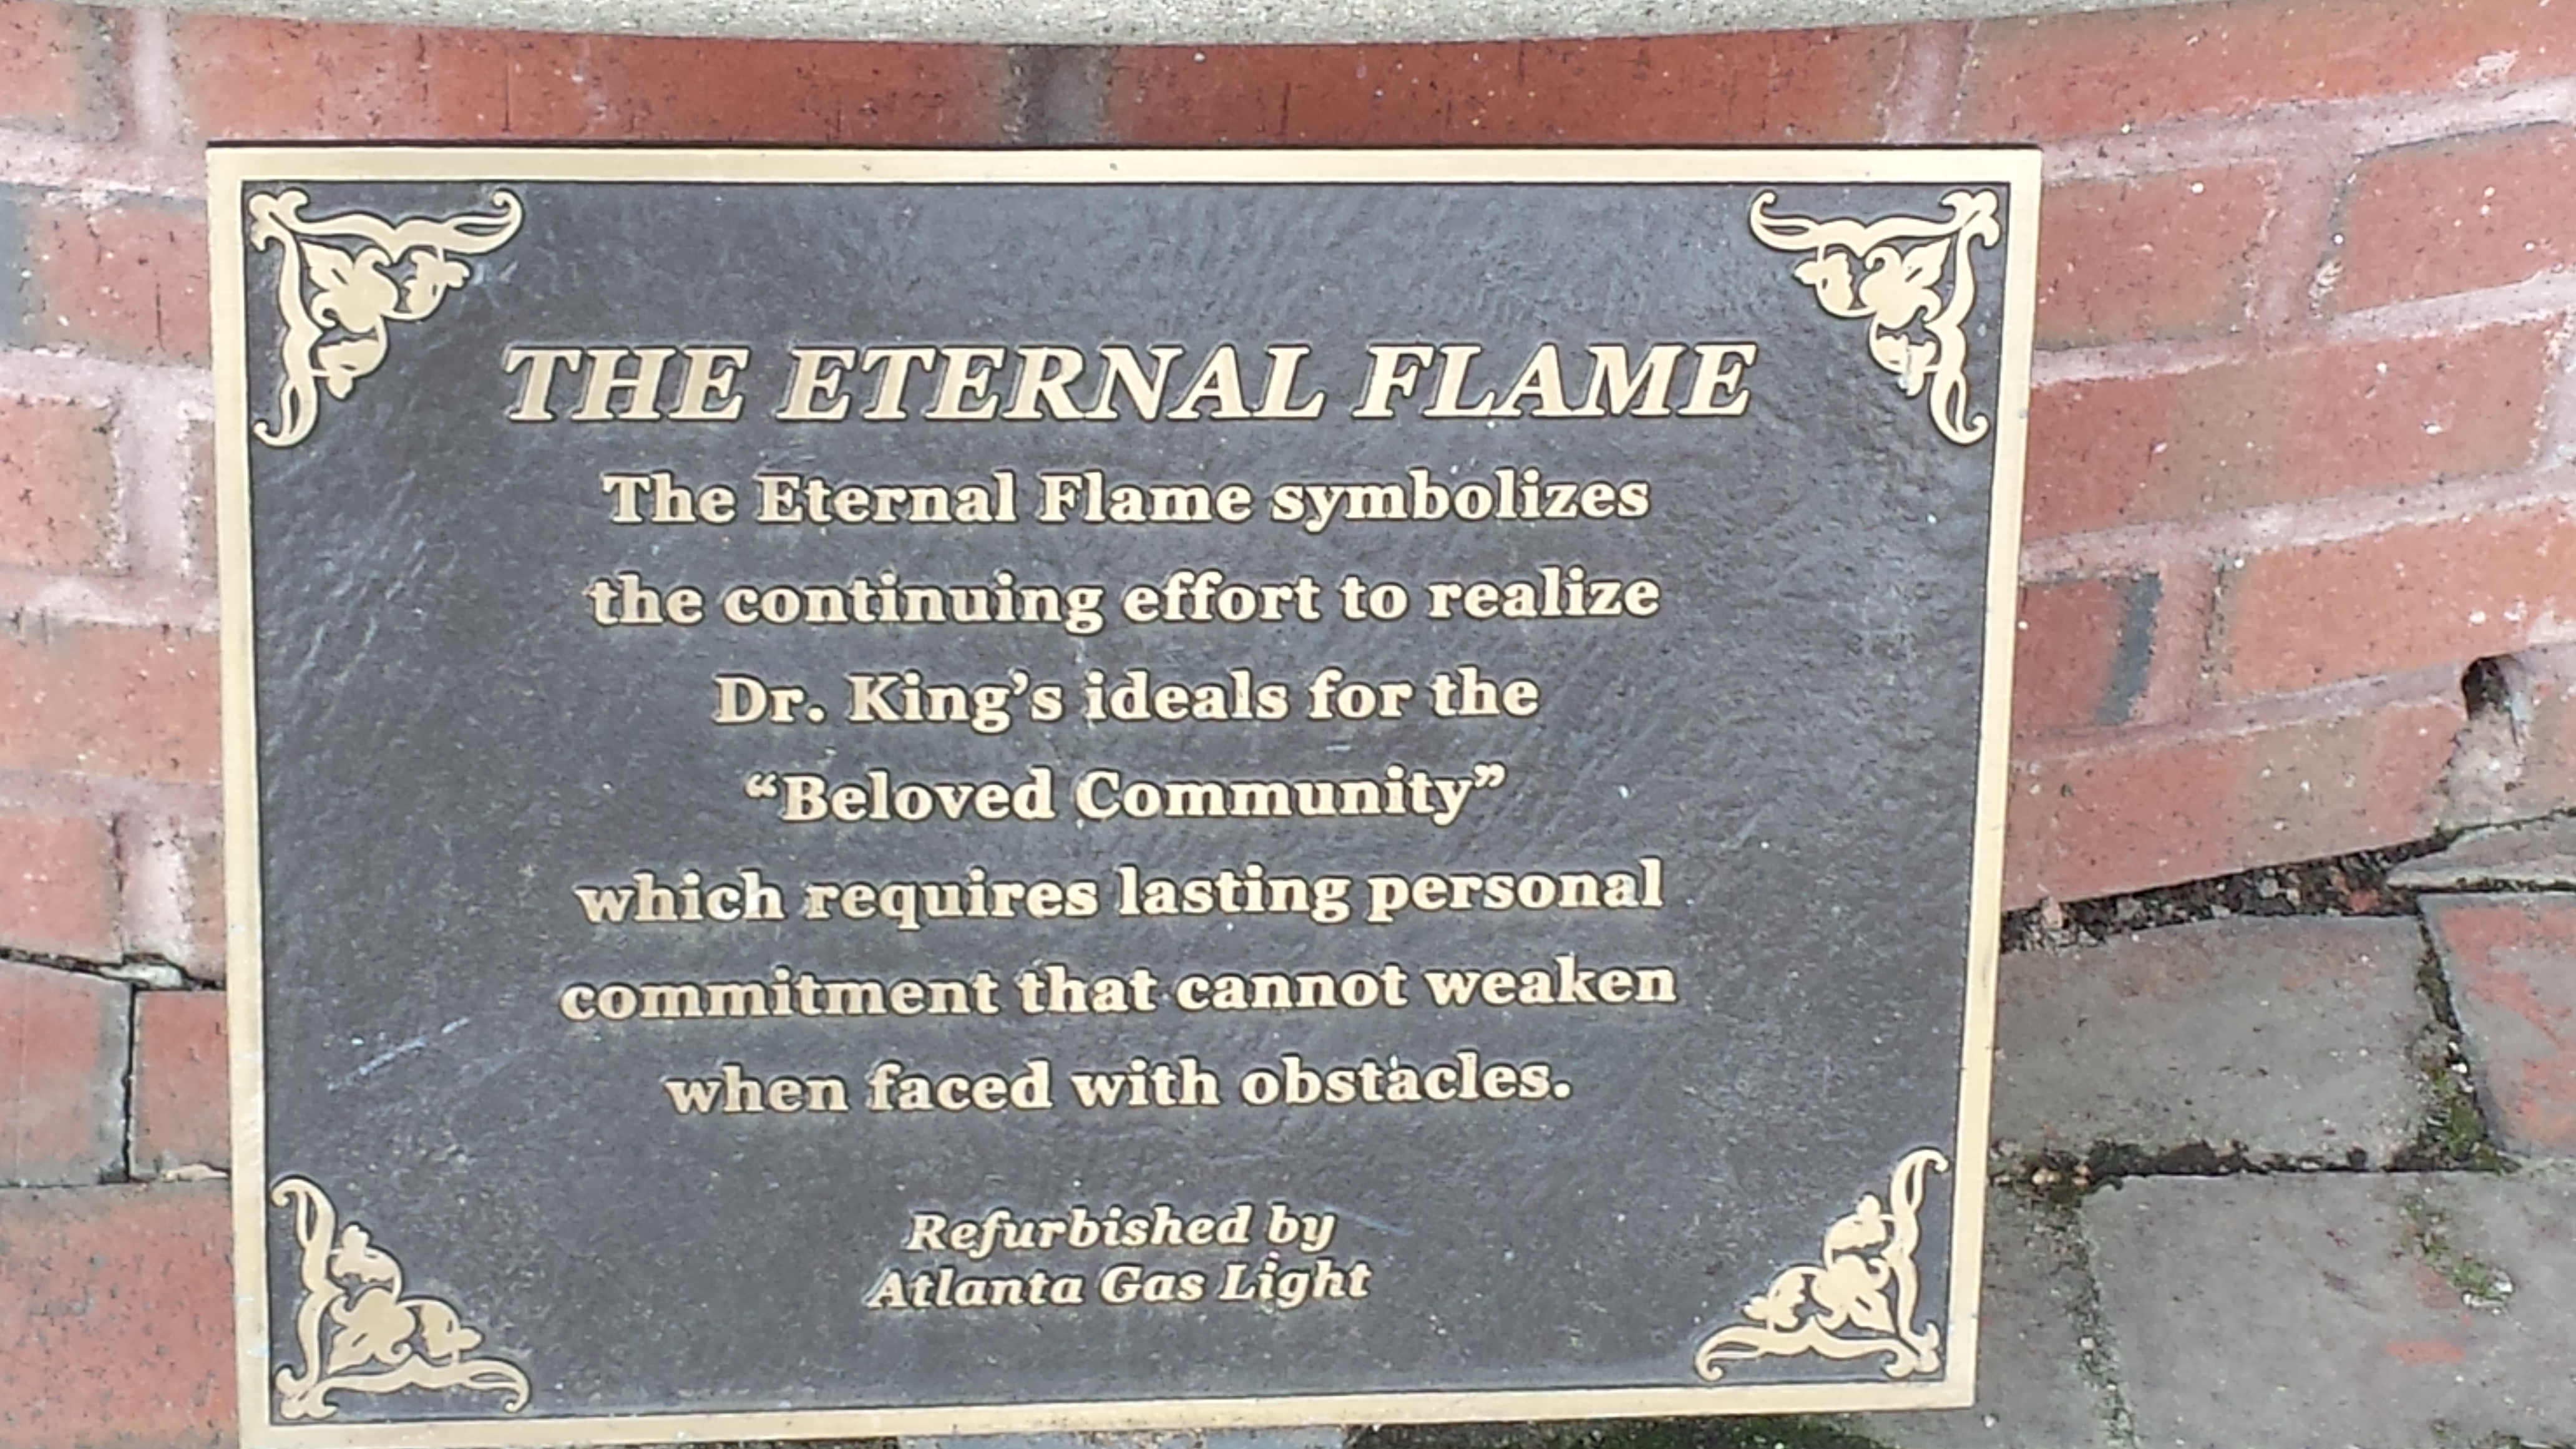 THE ETERNAL FLAME
The Eternal Flame symbolizes
the continuing effort to realize
Dr. King’s ideals for the
“Beloved Community”
which requires lasting personal
commitment that cannot weaken
when faced with obstacles.
Refurbished by
Atlanta Gas Light